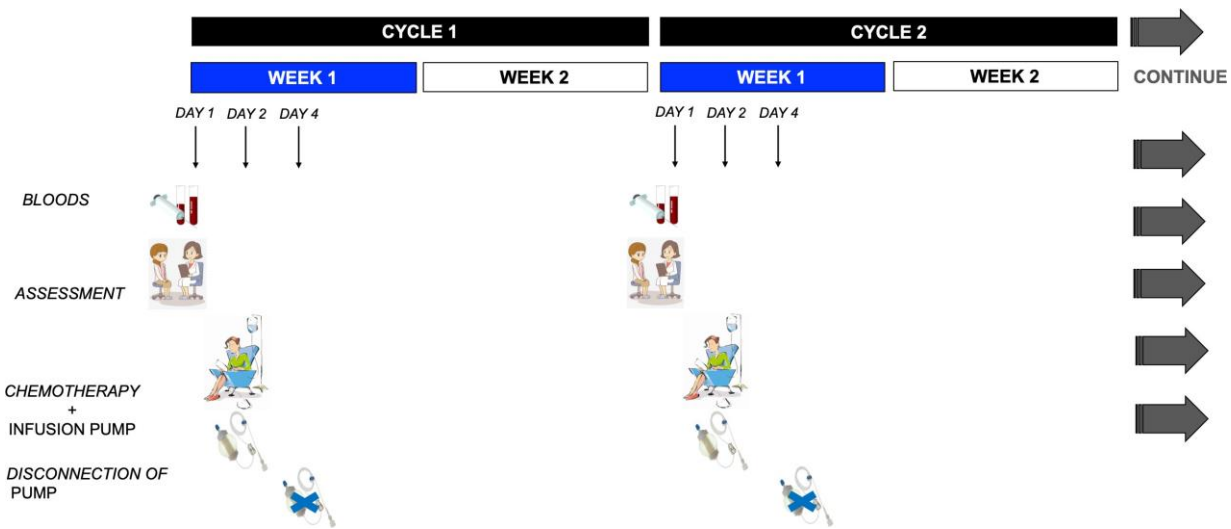 CYCLE 1
CYCLE 2
WEEK 1
WEEK 2
WEEK 1
WEEK 2
CONTINUE
DAY 1 DAY 2 DAY 4
DAY 1 DAY 2 DAY 4
BLOODS
ASSESSMENT
CHEMOTHERAPY
+
INFUSION PUMP
DISCONNECTION OF
PUMP